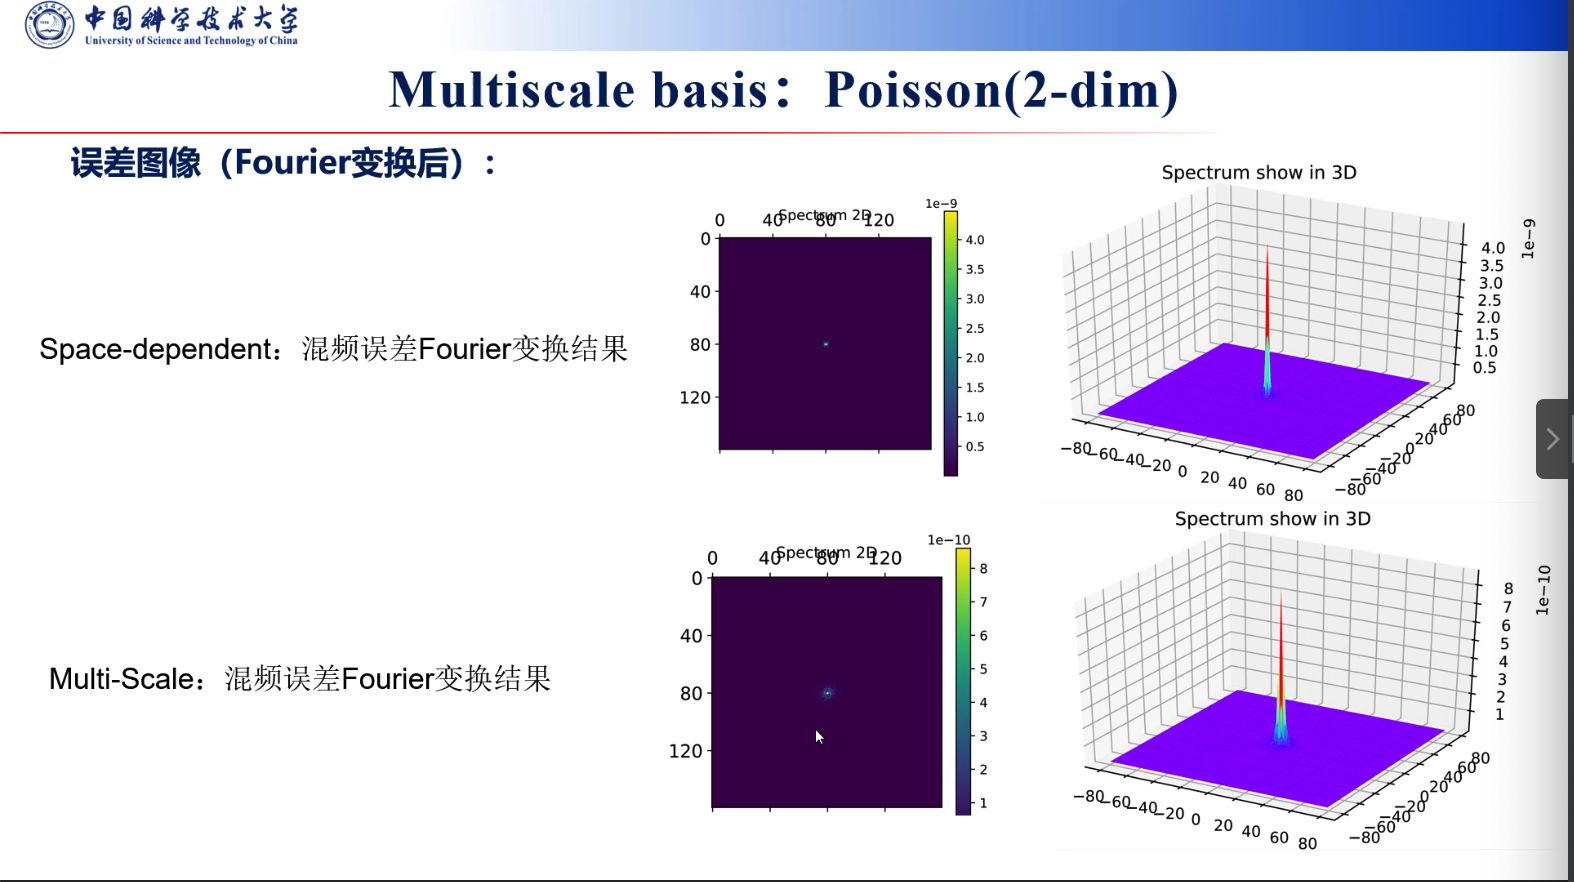 中国科学技术大学
University of Science and Technology of China
Multiscale basis：Poisson(2-dim)
误差图像（Fourier变换后）：
Space-dependent：混频误差Fourier变换结果
Spectrum 2D
0 40 80 120
0
40
80
120
1e−9
4.0
3.5
3.0
2.5
2.0
1.5
1.0
0.5
Spectrum show in 3D
1e−9
4.0
3.5
3.0
2.5
2.0
1.5
1.0
0.5
−80 −60 −40 −20 0 20 40 60 80
−80 −60 −40 −20 0 20 40 60 80
Multi-Scale：混频误差Fourier变换结果
Spectrum 2D
0 40 80 120
0
40
80
120
1e−10
8
7
6
5
4
3
2
1
Spectrum show in 3D
1e−10
8
7
6
5
4
3
2
1
−80 −60 −40 −20 0 20 40 60 80
−80 −60 −40 −20 0 20 40 60 80